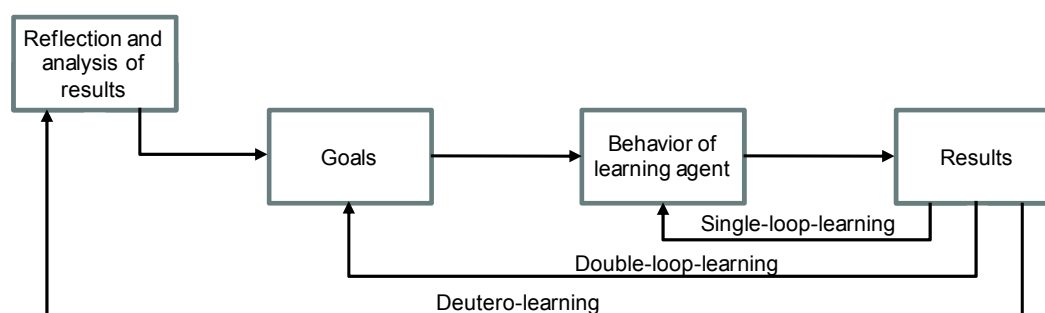 Reflection and
analysis of
results
Goals
Behavior of
learning agent
Results
Single-loop-learning
Double-loop-learning
Deutero-learning